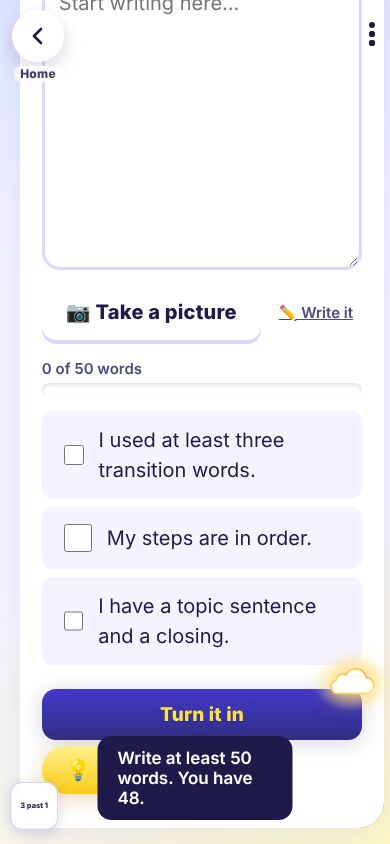 Start writing here...
Home
Take a picture
Write it
0 of 50 words
I used at least three
transition words.
My steps are in order.
I have a topic sentence
and a closing.
Turn it in
Write at least 50
words. You have
48.
3 past 1